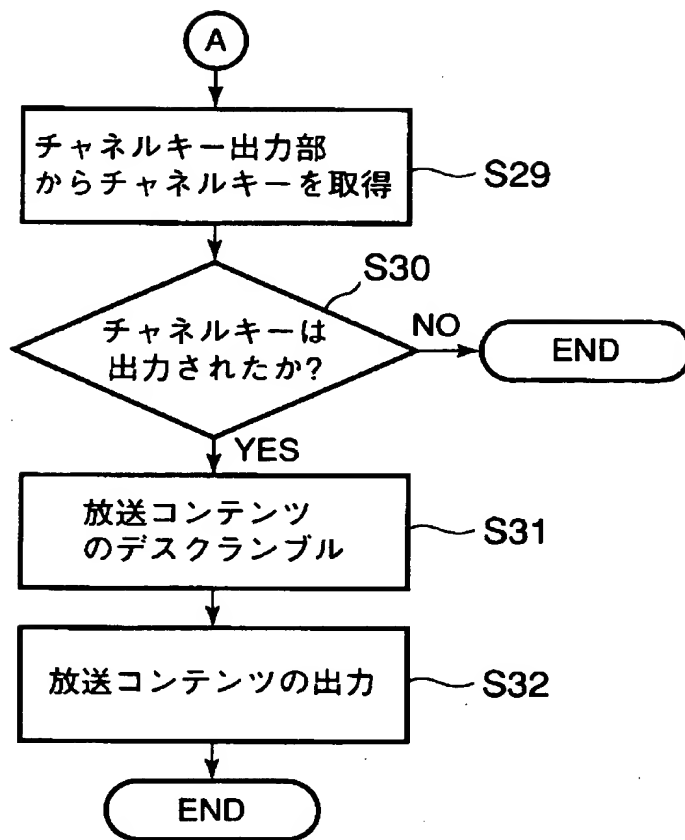 A
チャネルキー出力部
からチャネルキーを取得
S29
S30
チャネルキーは
出力されたか?
NO
END
YES
放送コンテンツ
のデスクランブル
S31
放送コンテンツの出力
S32
END